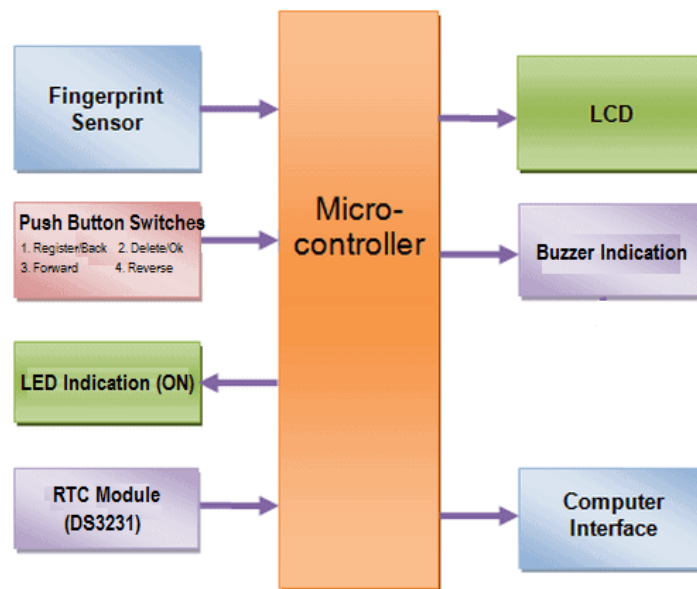 Fingerprint
Sensor
Push Button Switches
1. Register/Back 2. Delete/Ok
3. Forward 4. Reverse
LED Indication (ON)
RTC Module
(DS3231)
Micro-
controller
LCD
Buzzer Indication
Computer
Interface